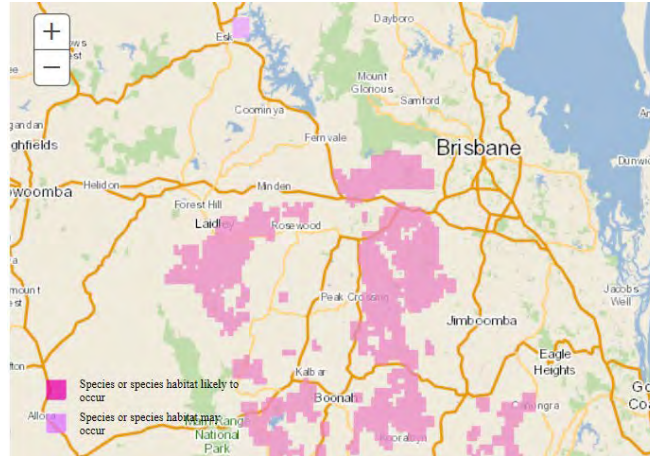 +
−
Dayboro
Esk
Mount
Glorious
Samford
Coominya
Fernvale
Brisbane
Helidon
Minden
Forest Hill
Laidley
Rosewood
Peak Crossing
Jacobs
Well
Jimboomba
Eagle
Heights
Kalbar
Boonah
National
Park
Species or species habitat likely to
occur
Species or species habitat may
occur